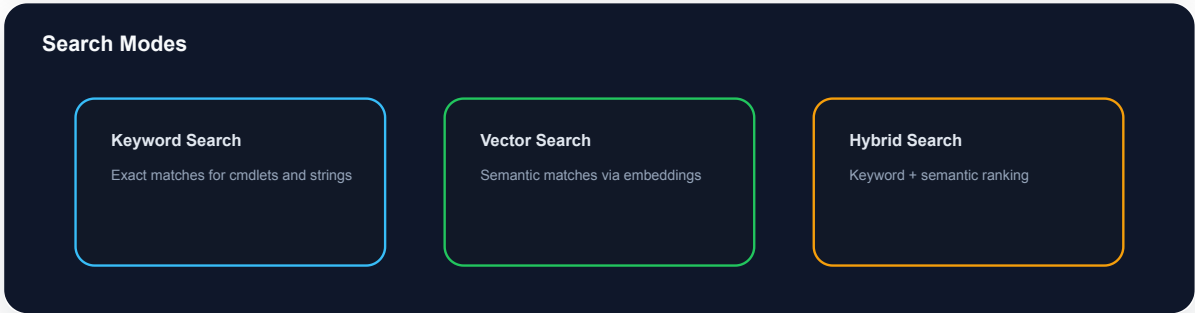 Search Modes
Keyword Search
Exact matches for cmdlets and strings
Vector Search
Semantic matches via embeddings
Hybrid Search
Keyword + semantic ranking